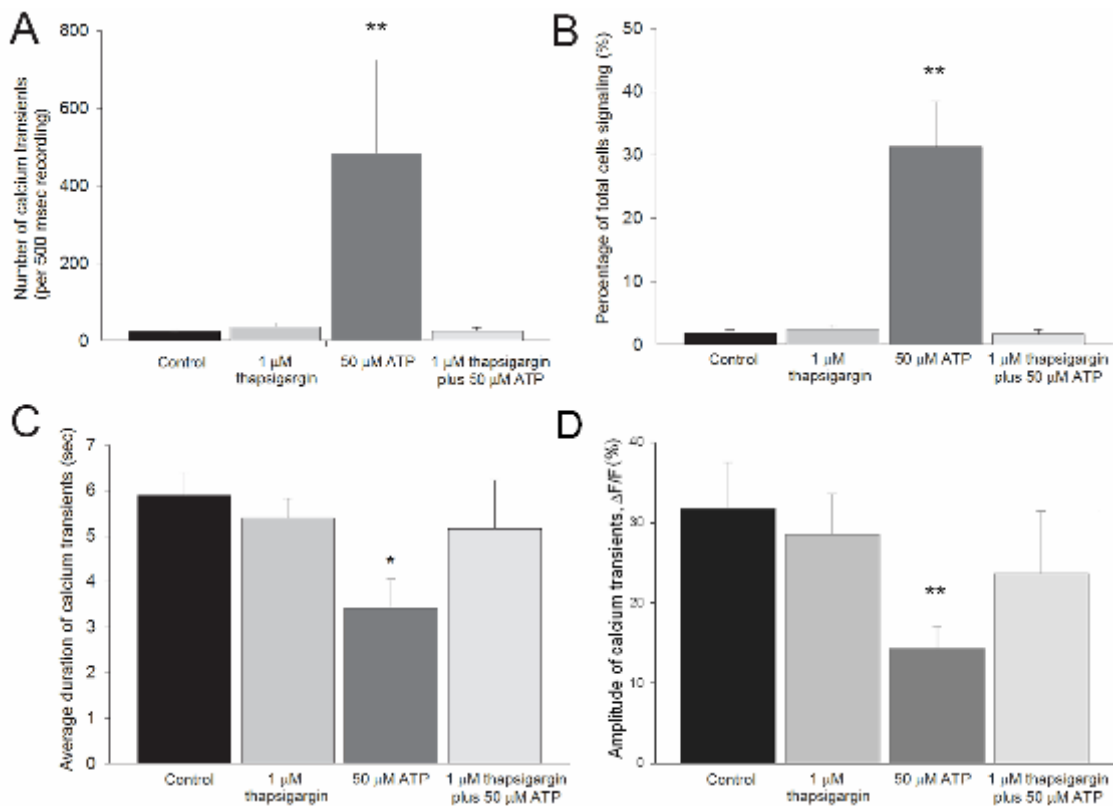 A
Number of calcium transients
(per 500 msec recording)
800
600
400
200
0
**
Control
1 µM
thapsigargin
50 µM ATP
1 µM thapsigargin
plus 50 µM ATP
B
Percentage of total cells signaling (%)
50
40
30
20
10
0
**
Control
1 µM
thapsigargin
50 µM ATP
1 µM thapsigargin
plus 50 µM ATP
C
Average duration of calcium transients (sec)
7
6
5
4
3
2
1
0
*
Control
1 µM
thapsigargin
50 µM ATP
1 µM thapsigargin
plus 50 µM ATP
D
Amplitude of calcium transients, ΔF/F (%)
40
30
20
10
0
**
Control
1 µM
thapsigargin
50 µM ATP
1 µM thapsigargin
plus 50 µM ATP